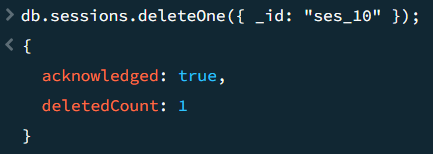 > db.sessions.deleteOne({ _id: "ses_10" });
< {
acknowledged: true,
deletedCount: 1
}